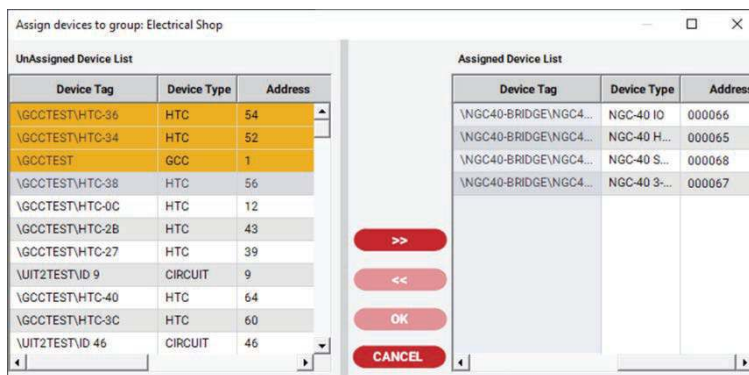 Assign devices to group: Electrical Shop
UnAssigned Device List
Device Tag Device Type Address
\GCCTEST\HTC-36 HTC 54
\GCCTEST\HTC-34 HTC 52
\GCCTEST GCC 1
\GCCTEST\HTC-38 HTC 56
\GCCTEST\HTC-0C HTC 12
\GCCTEST\HTC-2B HTC 43
\GCCTEST\HTC-27 HTC 39
\UIT2TEST\ID 9 CIRCUIT 9
\GCCTEST\HTC-40 HTC 64
\GCCTEST\HTC-3C HTC 60
\UIT2TEST\ID 46 CIRCUIT 46
>>
<<
OK
CANCEL
Assigned Device List
Device Tag Device Type Address
\NGC40-BRIDGE\NGC4... NGC-40 IO 000066
\NGC40-BRIDGE\NGC4... NGC-40 H... 000065
\NGC40-BRIDGE\NGC4... NGC-40 S... 000068
\NGC40-BRIDGE\NGC4... NGC-40 3-... 000067